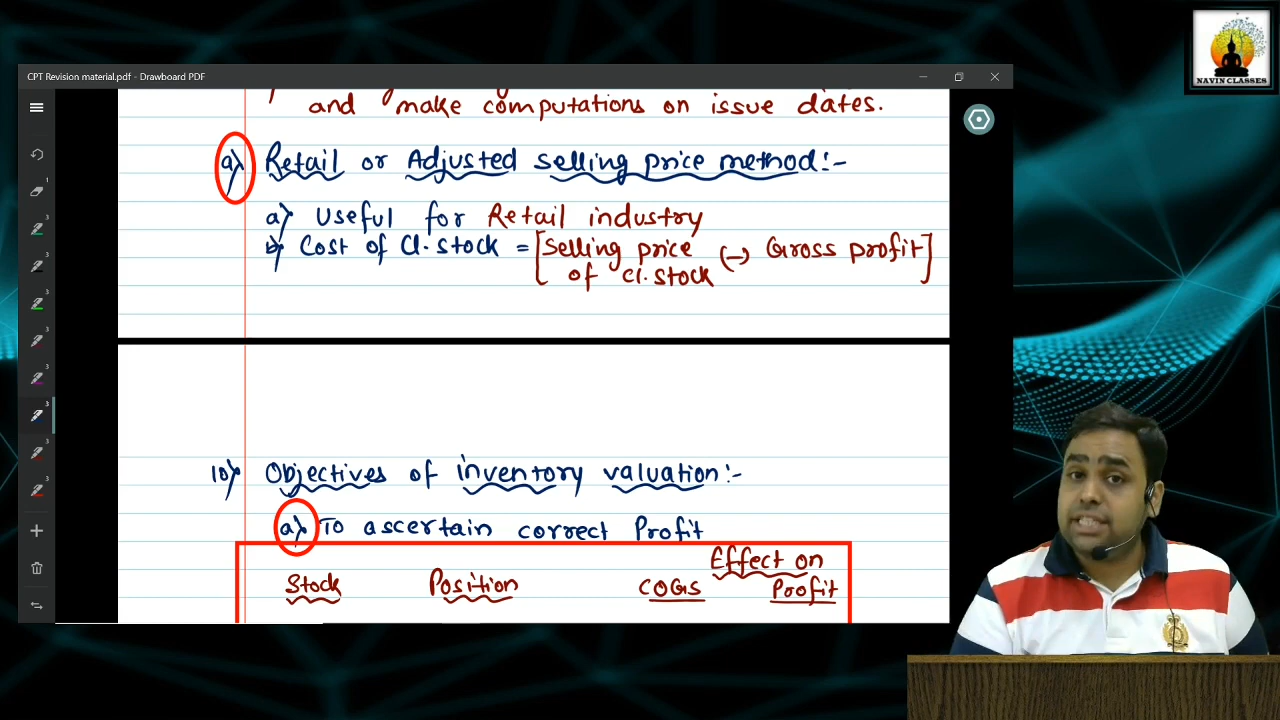 NAVIN CLASSES
CPT Revision material.pdf - Drawboard PDF
and make computations on issue dates.
9) Retail or Adjusted selling price method:-
a) Useful for Retail industry
b) Cost of Cl. stock = [Selling price (-) Gross profit]
of cl. stock
10) Objectives of inventory valuation:-
a) To ascertain correct Profit
Effect on
Stock Position COGS Profit